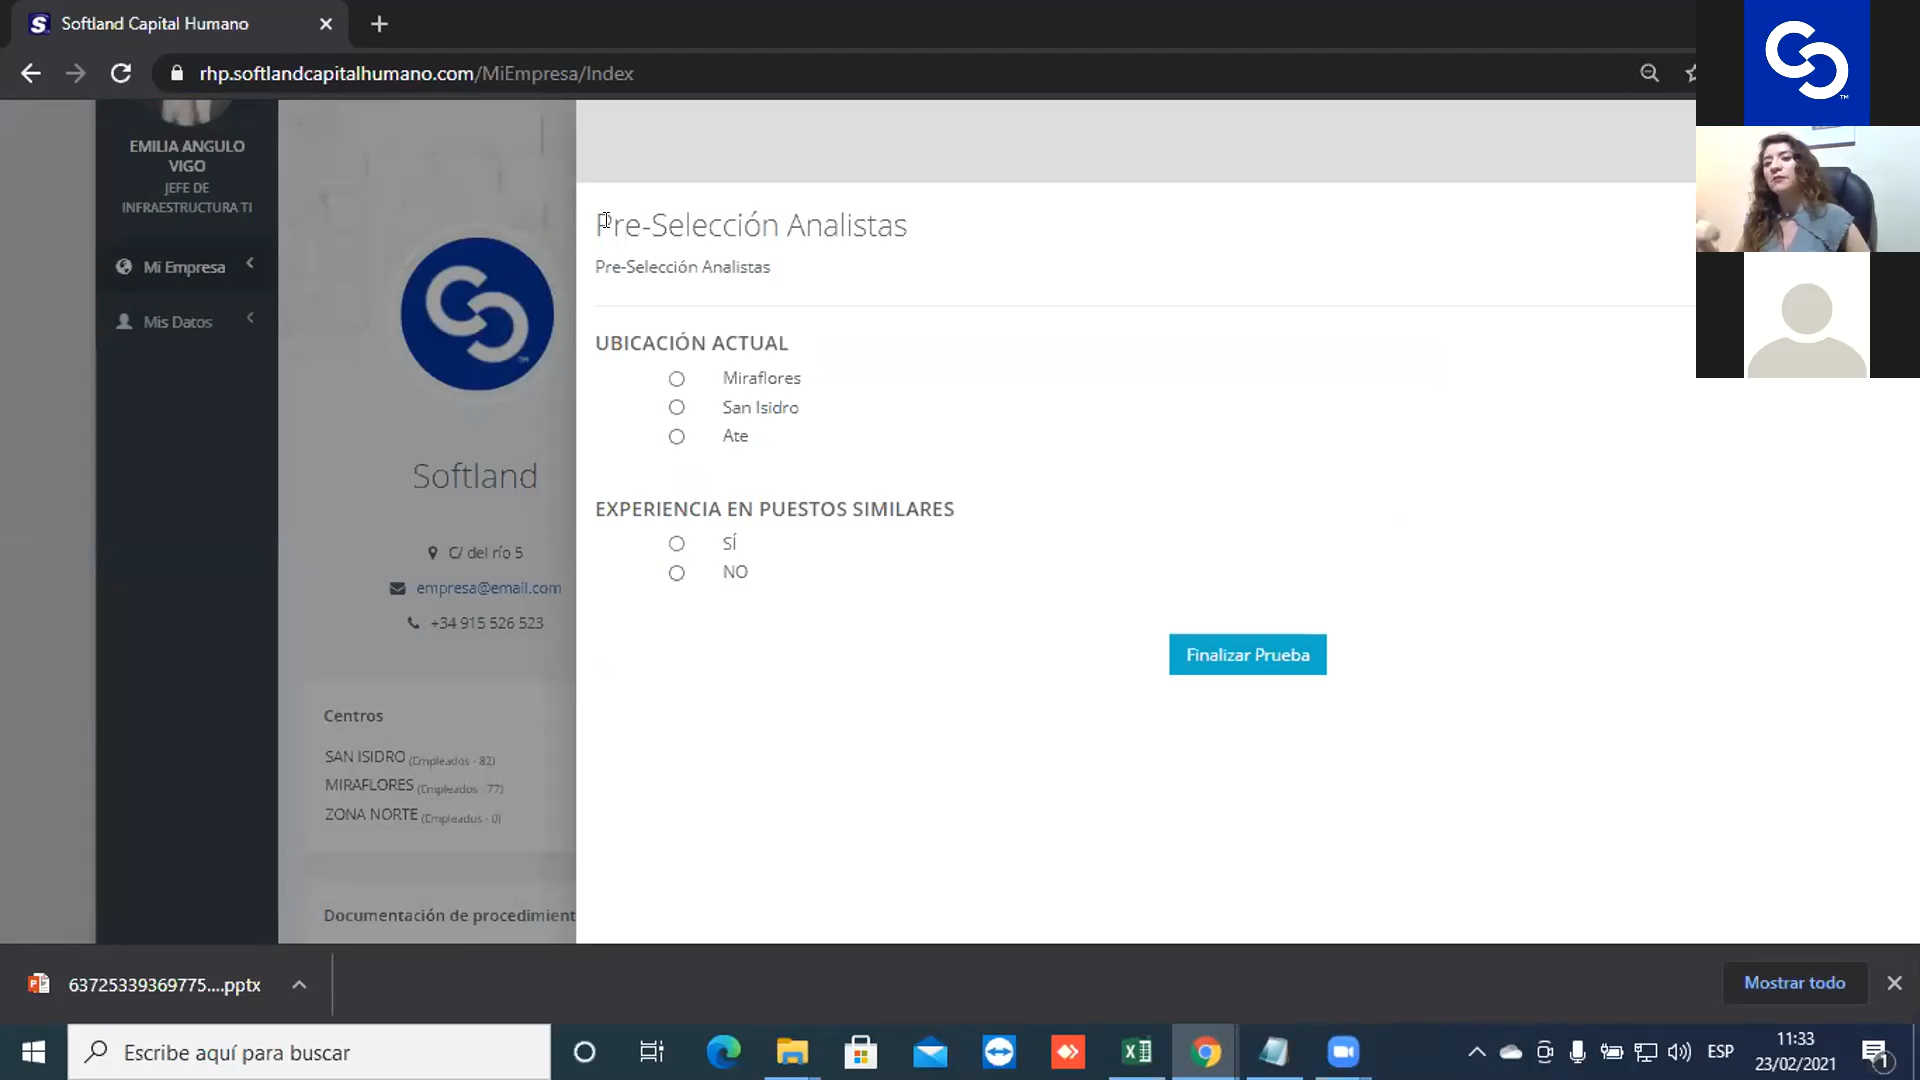 Softland Capital Humano
rhp.softlandcapitalhumano.com/MiEmpresa/Index
EMILIA ANGULO
VIGO
JEFE DE
INFRAESTRUCTURA TI
Mi Empresa
Mis Datos
Softland
C/ del río 5
empresa@email.com
+34 915 526 523
Centros
SAN ISIDRO (Empleados - 82)
MIRAFLORES (Empleados - 77)
ZONA NORTE (Empleados - 0)
Documentación de procedimient
Pre-Selección Analistas
Pre-Selección Analistas
UBICACIÓN ACTUAL
Miraflores
San Isidro
Ate
EXPERIENCIA EN PUESTOS SIMILARES
SÍ
NO
Finalizar Prueba
63725339369775....pptx
Mostrar todo
Escribe aquí para buscar
ESP
11:33
23/02/2021
1